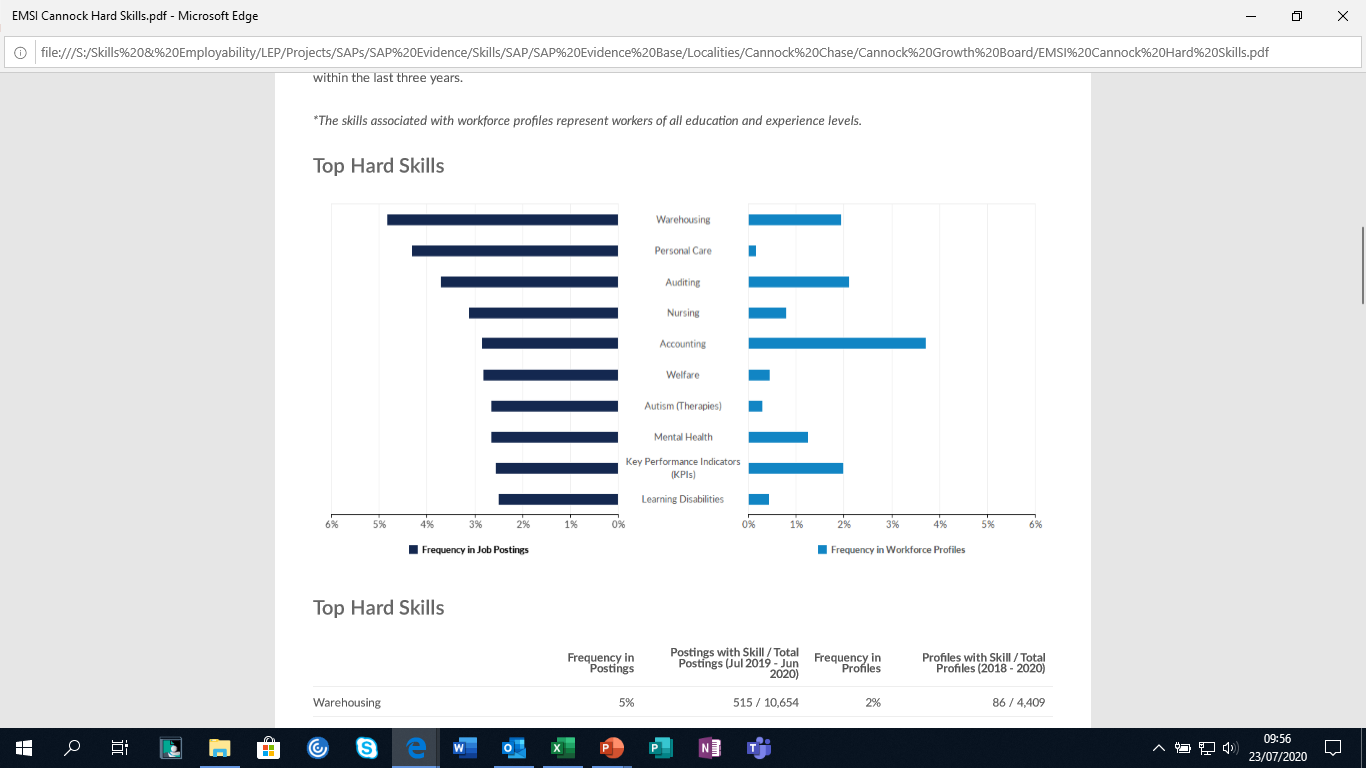 EMSI Cannock Hard Skills.pdf - Microsoft Edge
file:///S:/Skills%20&%20Employability/LEP/Projects/SAPs/SAP%20Evidence/Skills/SAP/SAP%20Evidence%20Base/Localities/Cannock%20Chase/Cannock%20Growth%20Board/EMSI%20Cannock%20Hard%20Skills.pdf
within the last three years.
*The skills associated with workforce profiles represent workers of all education and experience levels.
Top Hard Skills
Warehousing
Personal Care
Auditing
Nursing
Accounting
Welfare
Autism (Therapies)
Mental Health
Key Performance Indicators
(KPIs)
Learning Disabilities
6% 5% 4% 3% 2% 1% 0% 0% 1% 2% 3% 4% 5% 6%
Frequency in Job Postings Frequency in Workforce Profiles
Top Hard Skills
Frequency in
Postings
Postings with Skill / Total
Postings (Jul 2019 - Jun
2020)
Frequency in
Profiles
Profiles with Skill / Total
Profiles (2018 - 2020)
Warehousing 5% 515 / 10,654 2% 86 / 4,409
09:56
23/07/2020